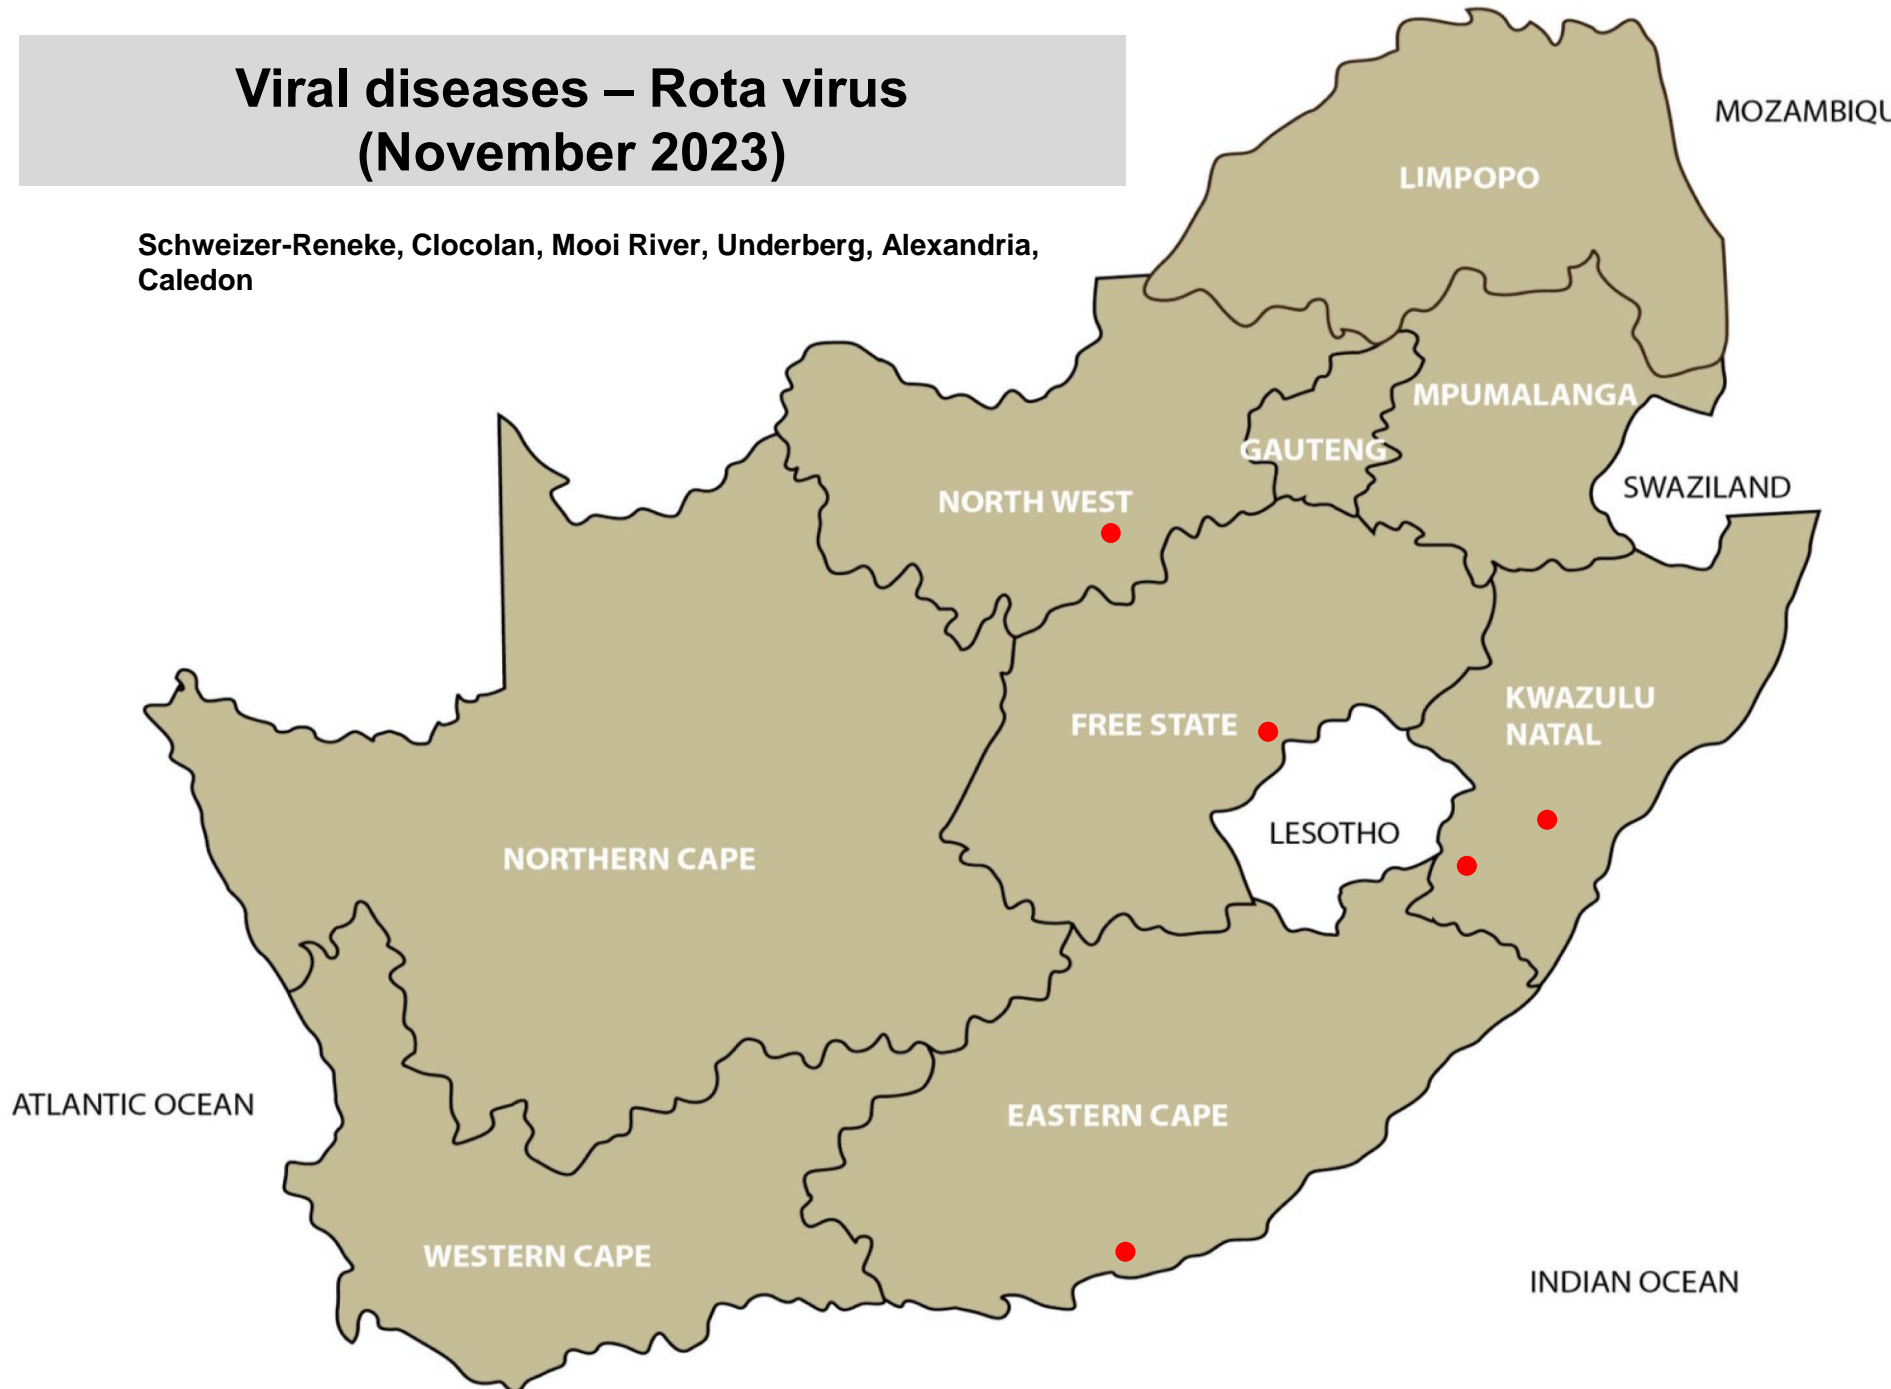 Viral diseases – Rota virus
(November 2023)
Schweizer-Reneke, Clocolan, Mooi River, Underberg, Alexandria,
Caledon
MOZAMBIQU
LIMPOPO
MPUMALANGA
GAUTENG
SWAZILAND
NORTH WEST
KWAZULU
NATAL
FREE STATE
LESOTHO
NORTHERN CAPE
ATLANTIC OCEAN
EASTERN CAPE
WESTERN CAPE
INDIAN OCEAN